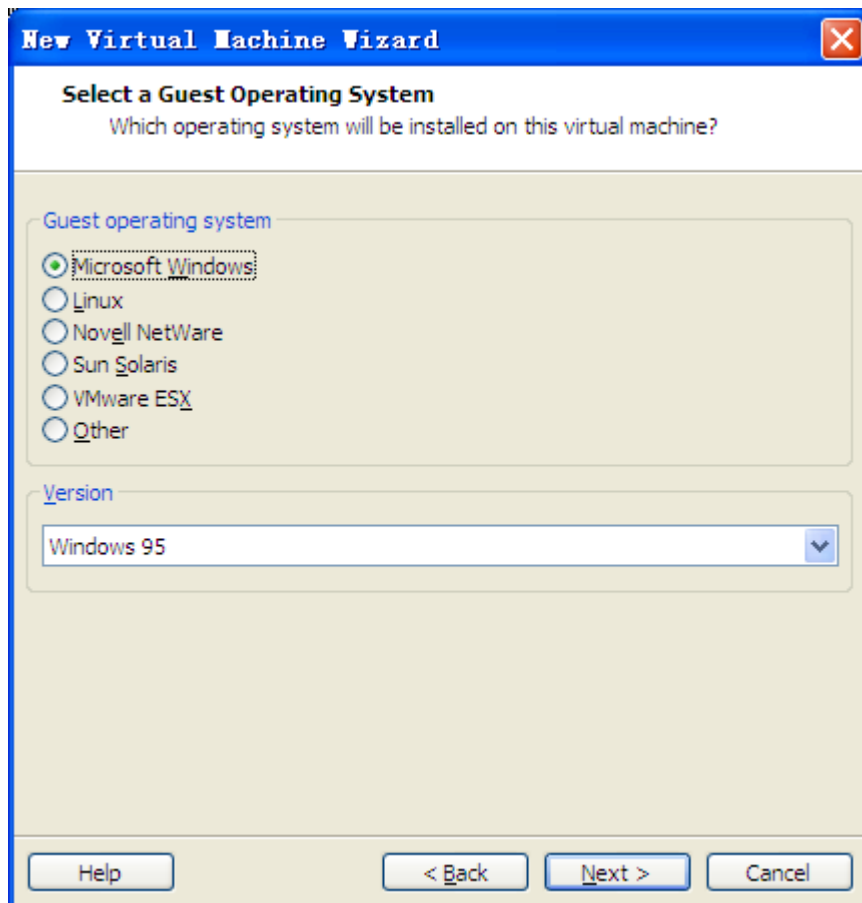 New Virtual Machine Wizard
Select a Guest Operating System
Which operating system will be installed on this virtual machine?
Guest operating system
Microsoft Windows
Linux
Novell NetWare
Sun Solaris
VMware ESX
Other
Version
Windows 95
Help
< Back
Next >
Cancel